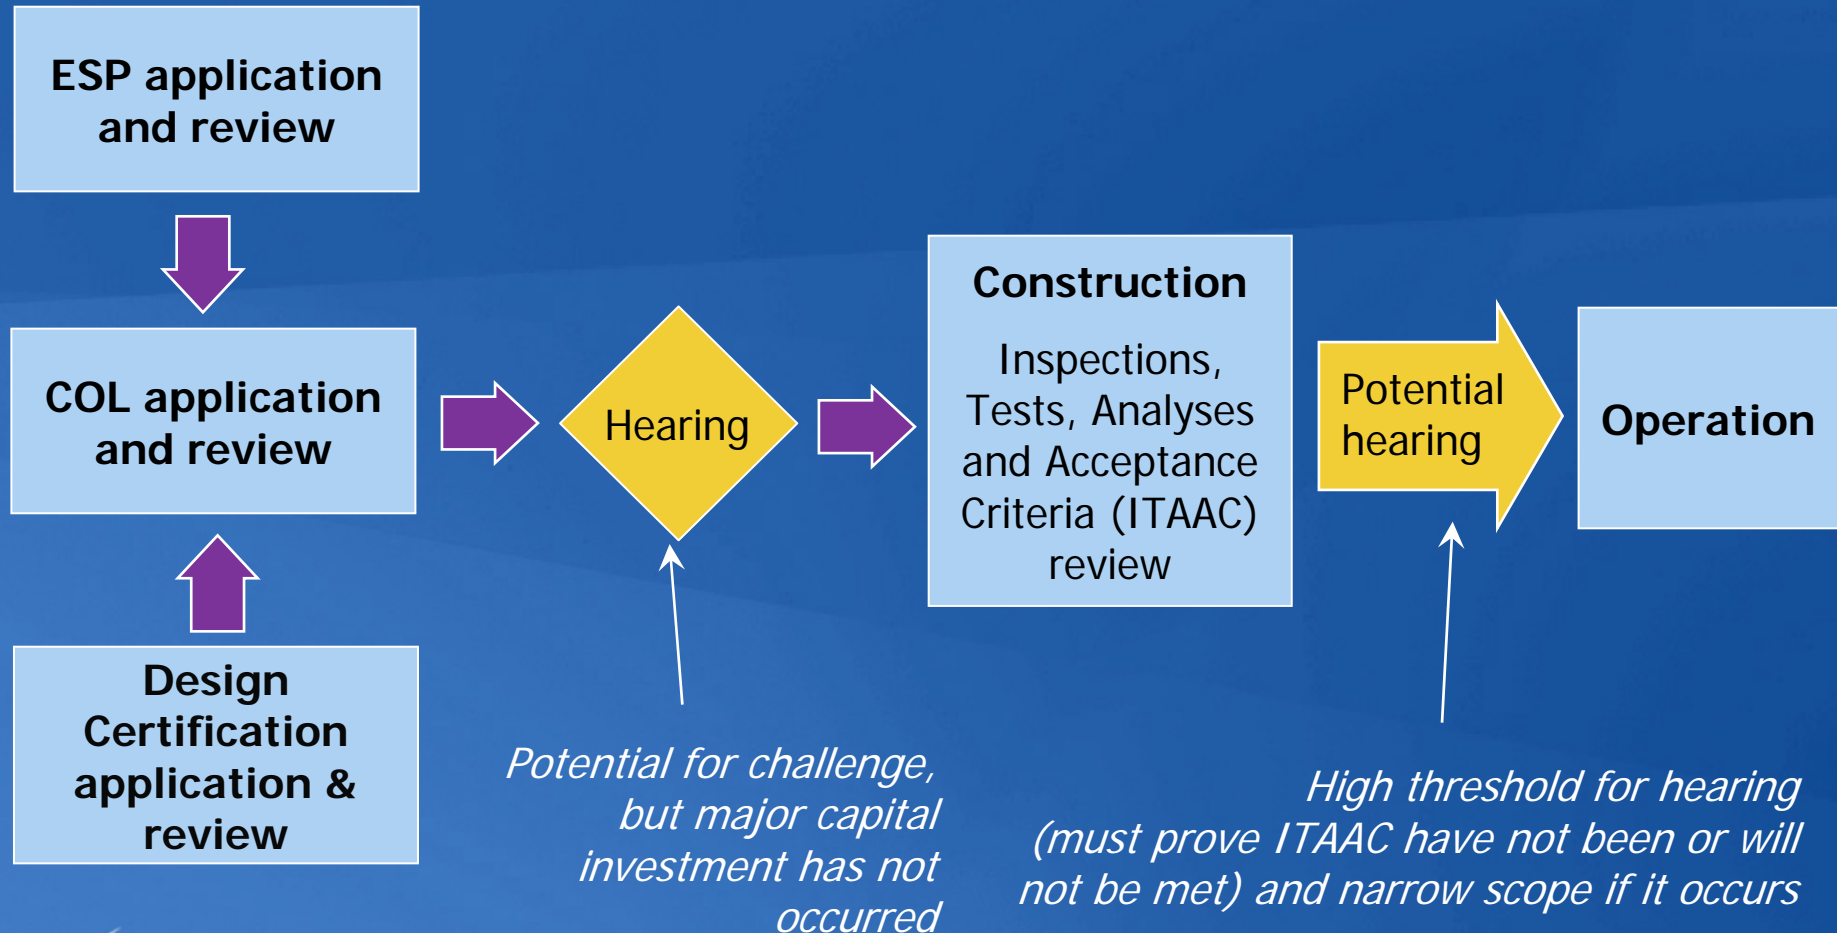 ESP application
and review
COL application
and review
Design
Certification
application &
review
Hearing
Construction
Inspections,
Tests, Analyses
and Acceptance
Criteria (ITAAC)
review
Potential
hearing
Operation
Potential for challenge,
but major capital
investment has not
occurred
High threshold for hearing
(must prove ITAAC have not been or will
not be met) and narrow scope if it occurs